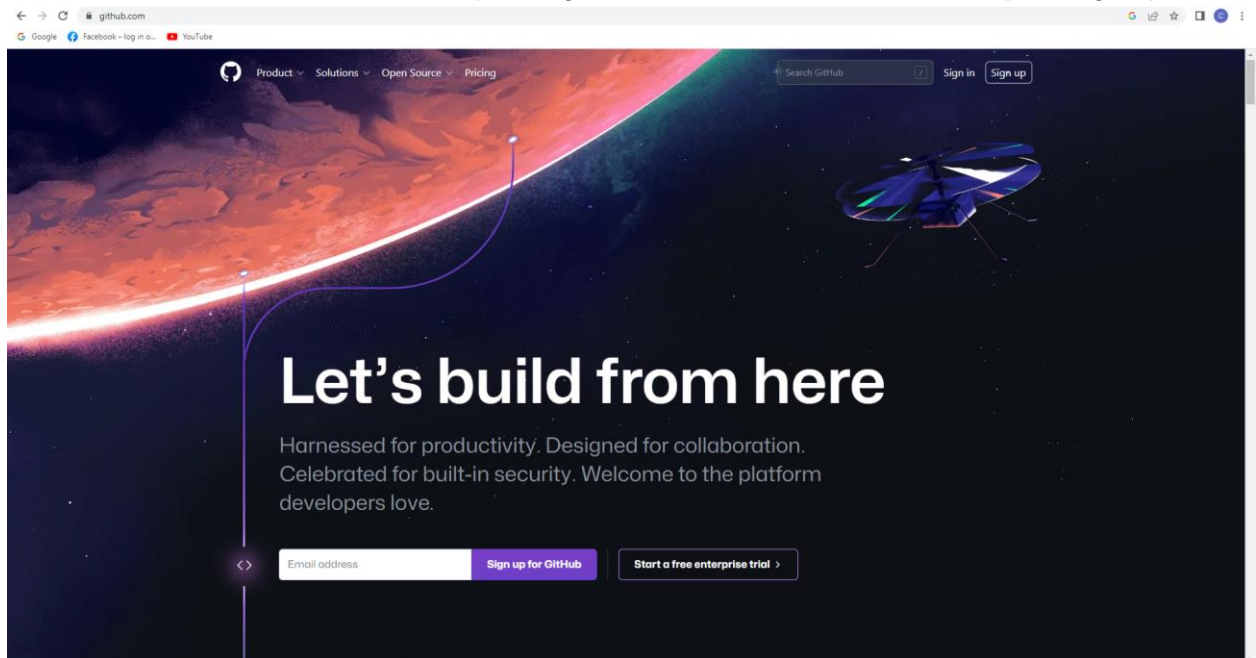 github.com
Google Facebook – log in o... YouTube
Product Solutions Open Source Pricing Search GitHub / Sign in Sign up
Let's build from here
Harnessed for productivity. Designed for collaboration.
Celebrated for built-in security. Welcome to the platform
developers love.
Email address Sign up for GitHub Start a free enterprise trial >